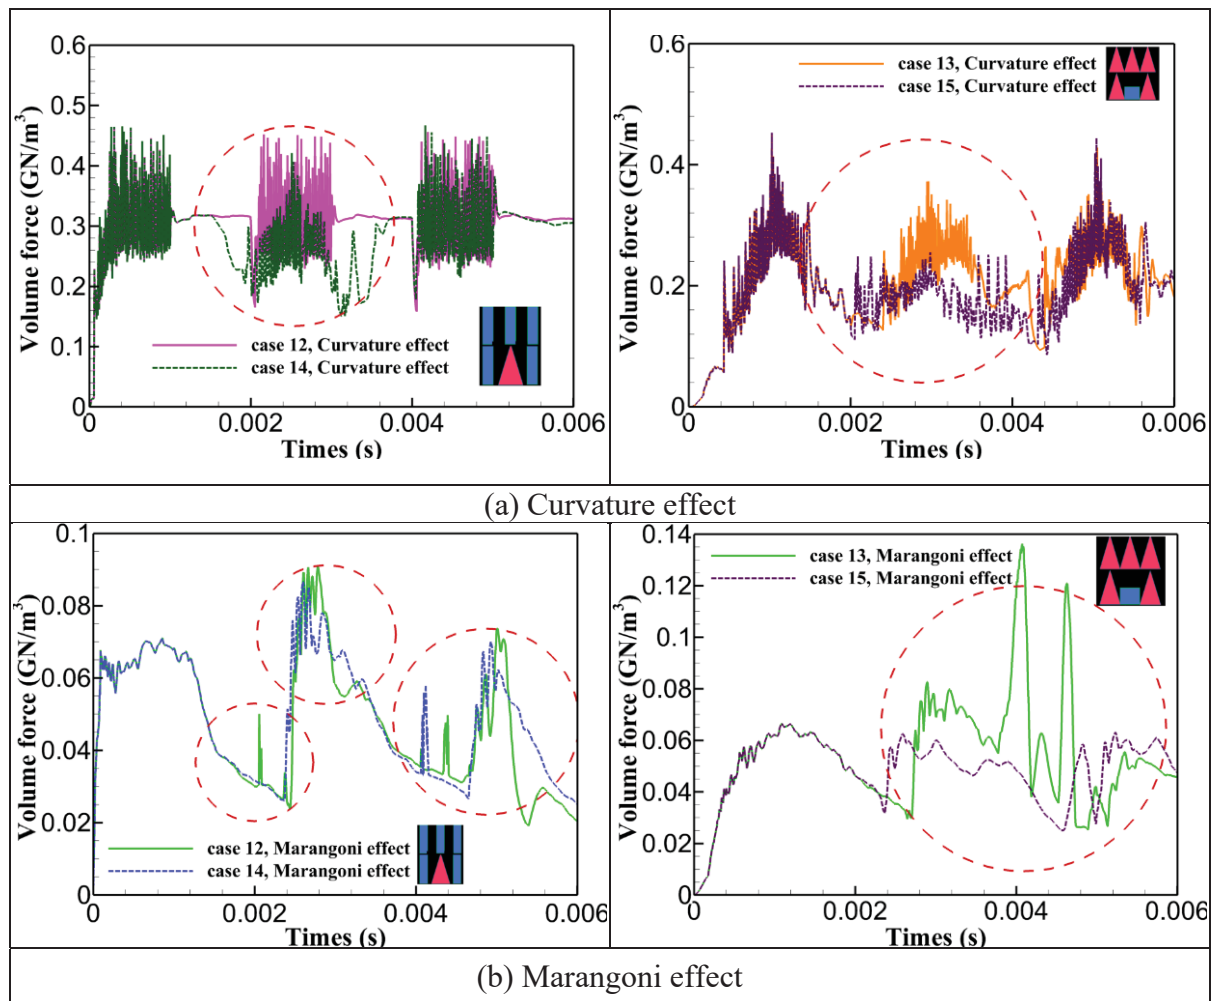 0.6
0.5
0.4
0.3
0.2
0.1
0
Volume force (GN/m³)
case 12, Curvature effect
case 14, Curvature effect
0 0.002 0.004 0.006
Times (s)
0.6
0.4
0.2
0
Volume force (GN/m³)
case 13, Curvature effect
case 15, Curvature effect
0 0.002 0.004 0.006
Times (s)
(a) Curvature effect
0.1
0.08
0.06
0.04
0.02
0
Volume force (GN/m³)
case 12, Marangoni effect
case 14, Marangoni effect
0 0.002 0.004 0.006
Times (s)
0.14
0.12
0.1
0.08
0.06
0.04
0.02
0
Volume force (GN/m³)
case 13, Marangoni effect
case 15, Marangoni effect
0 0.002 0.004 0.006
Times (s)
(b) Marangoni effect